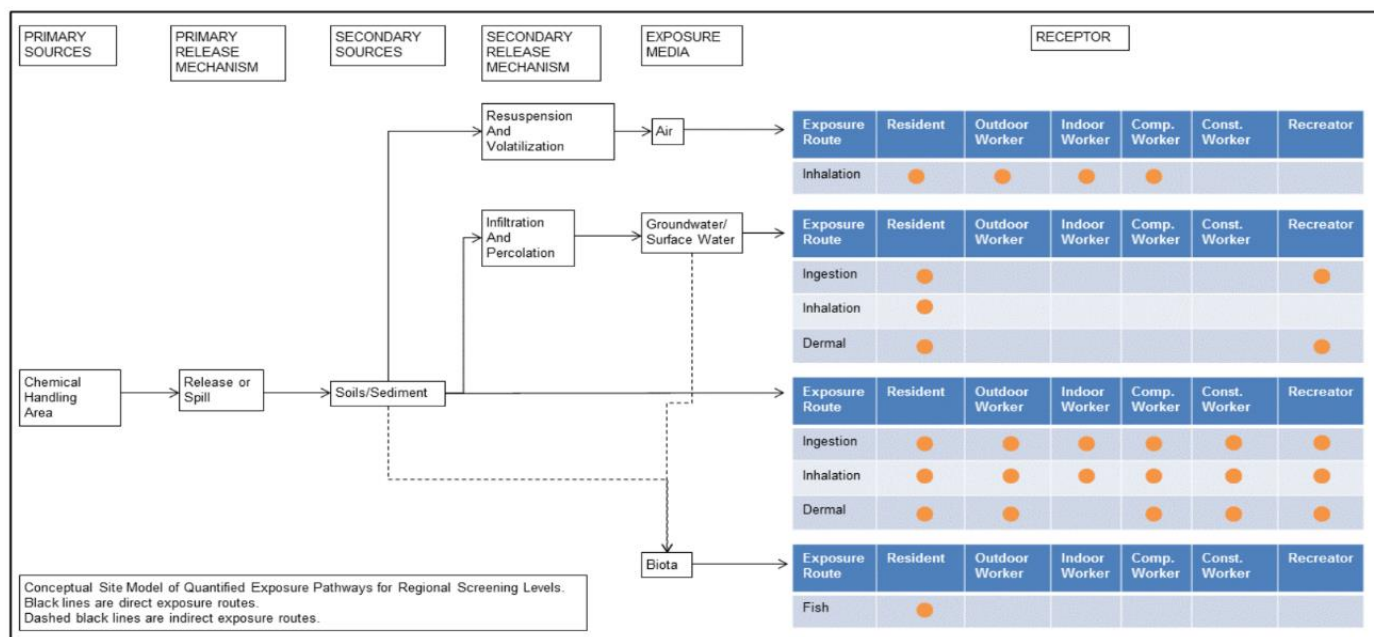 PRIMARY
SOURCES
PRIMARY
RELEASE
MECHANISM
SECONDARY
SOURCES
SECONDARY
RELEASE
MECHANISM
EXPOSURE
MEDIA
RECEPTOR
Resuspension
And
Volatilization
Air
Exposure
Route
Resident
Outdoor
Worker
Indoor
Worker
Comp.
Worker
Const.
Worker
Recreator
Inhalation
Infiltration
And
Percolation
Groundwater/
Surface Water
Exposure
Route
Resident
Outdoor
Worker
Indoor
Worker
Comp.
Worker
Const.
Worker
Recreator
Ingestion
Inhalation
Dermal
Chemical
Handling
Area
Release or
Spill
Soils/Sediment
Exposure
Route
Resident
Outdoor
Worker
Indoor
Worker
Comp.
Worker
Const.
Worker
Recreator
Ingestion
Inhalation
Dermal
Biota
Exposure
Route
Resident
Outdoor
Worker
Indoor
Worker
Comp.
Worker
Const.
Worker
Recreator
Fish
Conceptual Site Model of Quantified Exposure Pathways for Regional Screening Levels.
Black lines are direct exposure routes.
Dashed black lines are indirect exposure routes.